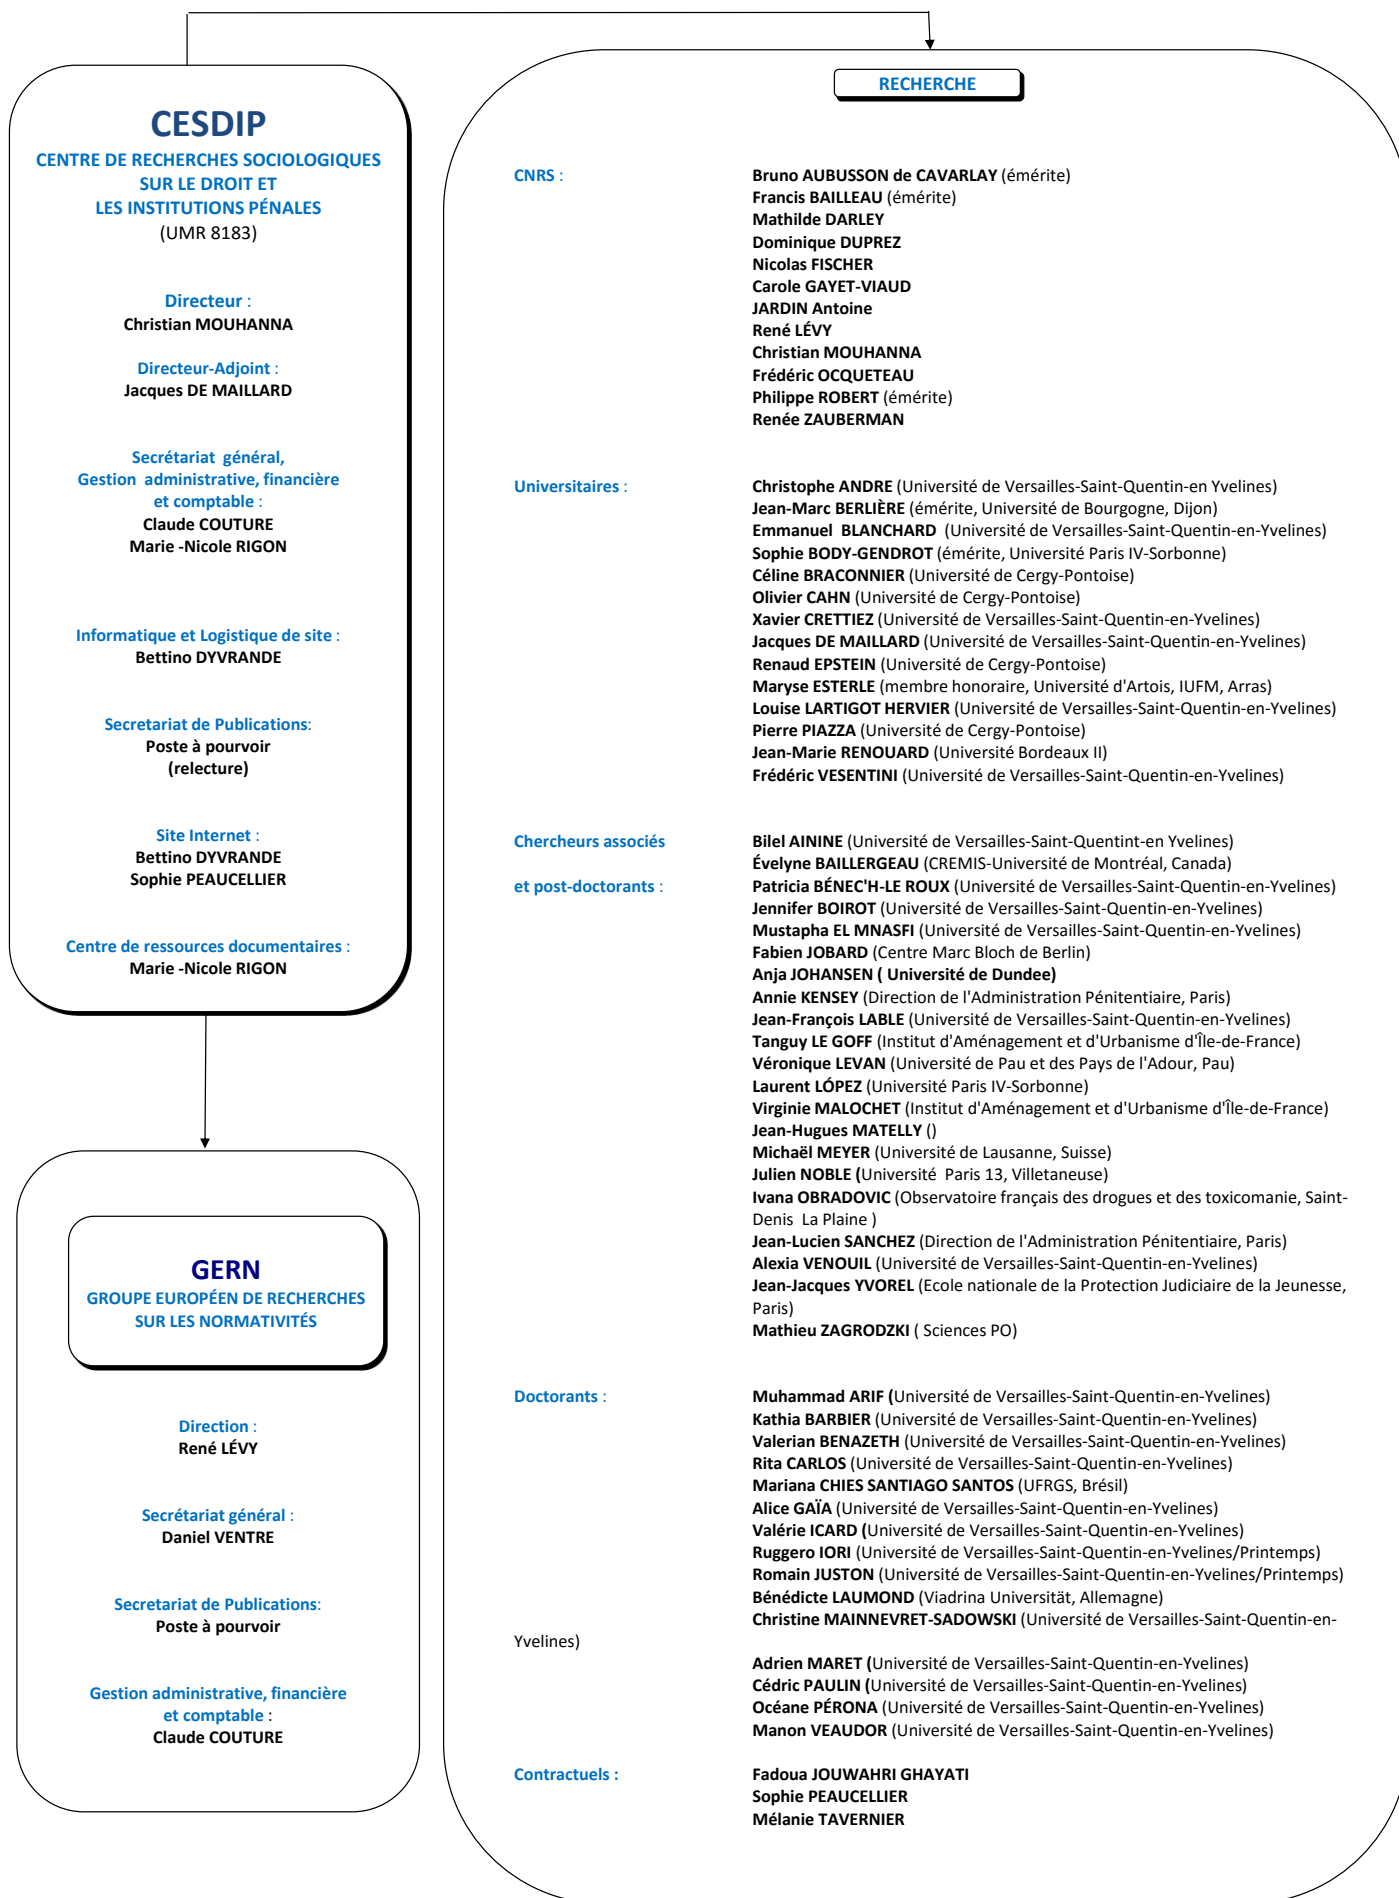 CESDIP
CENTRE DE RECHERCHES SOCIOLOGIQUES
SUR LE DROIT ET
LES INSTITUTIONS PÉNALES
(UMR 8183)
Directeur :
Christian MOUHANNA
Directeur-Adjoint :
Jacques DE MAILLARD
Secrétariat général,
Gestion administrative, financière
et comptable :
Claude COUTURE
Marie -Nicole RIGON
Informatique et Logistique de site :
Bettino DYVRANDE
Secretariat de Publications:
Poste à pourvoir
(relecture)
Site Internet :
Bettino DYVRANDE
Sophie PEAUCELLIER
Centre de ressources documentaires :
Marie -Nicole RIGON
GERN
GROUPE EUROPÉEN DE RECHERCHES
SUR LES NORMATIVITÉS
Direction :
René LÉVY
Secrétariat général :
Daniel VENTRE
Secretariat de Publications:
Poste à pourvoir
Gestion administrative, financière
et comptable :
Claude COUTURE
RECHERCHE
CNRS : Bruno AUBUSSON de CAVARLAY (émérite)
Francis BAILLEAU (émérite)
Mathilde DARLEY
Dominique DUPREZ
Nicolas FISCHER
Carole GAYET-VIAUD
JARDIN Antoine
René LÉVY
Christian MOUHANNA
Frédéric OCQUETEAU
Philippe ROBERT (émérite)
Renée ZAUBERMAN
Universitaires : Christophe ANDRE (Université de Versailles-Saint-Quentin-en Yvelines)
Jean-Marc BERLIÈRE (émérite, Université de Bourgogne, Dijon)
Emmanuel BLANCHARD (Université de Versailles-Saint-Quentin-en-Yvelines)
Sophie BODY-GENDROT (émérite, Université Paris IV-Sorbonne)
Céline BRACONNIER (Université de Cergy-Pontoise)
Olivier CAHN (Université de Cergy-Pontoise)
Xavier CRETTIEZ (Université de Versailles-Saint-Quentin-en-Yvelines)
Jacques DE MAILLARD (Université de Versailles-Saint-Quentin-en-Yvelines)
Renaud EPSTEIN (Université de Cergy-Pontoise)
Maryse ESTERLE (membre honoraire, Université d'Artois, IUFM, Arras)
Louise LARTIGOT HERVIER (Université de Versailles-Saint-Quentin-en-Yvelines)
Pierre PIAZZA (Université de Cergy-Pontoise)
Jean-Marie RENOUARD (Université Bordeaux II)
Frédéric VESENTINI (Université de Versailles-Saint-Quentin-en-Yvelines)
Chercheurs associés Bilel AININE (Université de Versailles-Saint-Quentint-en Yvelines)
Évelyne BAILLERGEAU (CREMIS-Université de Montréal, Canada)
et post-doctorants : Patricia BÉNEC'H-LE ROUX (Université de Versailles-Saint-Quentin-en-Yvelines)
Jennifer BOIROT (Université de Versailles-Saint-Quentin-en-Yvelines)
Mustapha EL MNASFI (Université de Versailles-Saint-Quentin-en-Yvelines)
Fabien JOBARD (Centre Marc Bloch de Berlin)
Anja JOHANSEN ( Université de Dundee)
Annie KENSEY (Direction de l'Administration Pénitentiaire, Paris)
Jean-François LABLE (Université de Versailles-Saint-Quentin-en-Yvelines)
Tanguy LE GOFF (Institut d'Aménagement et d'Urbanisme d'Île-de-France)
Véronique LEVAN (Université de Pau et des Pays de l'Adour, Pau)
Laurent LÓPEZ (Université Paris IV-Sorbonne)
Virginie MALOCHET (Institut d'Aménagement et d'Urbanisme d'Île-de-France)
Jean-Hugues MATELLY ()
Michaël MEYER (Université de Lausanne, Suisse)
Julien NOBLE (Université Paris 13, Villetaneuse)
Ivana OBRADOVIC (Observatoire français des drogues et des toxicomanie, Saint-
Denis La Plaine )
Jean-Lucien SANCHEZ (Direction de l'Administration Pénitentiaire, Paris)
Alexia VENOUIL (Université de Versailles-Saint-Quentin-en-Yvelines)
Jean-Jacques YVOREL (Ecole nationale de la Protection Judiciaire de la Jeunesse,
Paris)
Mathieu ZAGRODZKI ( Sciences PO)
Doctorants : Muhammad ARIF (Université de Versailles-Saint-Quentin-en-Yvelines)
Kathia BARBIER (Université de Versailles-Saint-Quentin-en-Yvelines)
Valerian BENAZETH (Université de Versailles-Saint-Quentin-en-Yvelines)
Rita CARLOS (Université de Versailles-Saint-Quentin-en-Yvelines)
Mariana CHIES SANTIAGO SANTOS (UFRGS, Brésil)
Alice GAÏA (Université de Versailles-Saint-Quentin-en-Yvelines)
Valérie ICARD (Université de Versailles-Saint-Quentin-en-Yvelines)
Ruggero IORI (Université de Versailles-Saint-Quentin-en-Yvelines/Printemps)
Romain JUSTON (Université de Versailles-Saint-Quentin-en-Yvelines/Printemps)
Bénédicte LAUMOND (Viadrina Universität, Allemagne)
Christine MAINNEVRET-SADOWSKI (Université de Versailles-Saint-Quentin-en-
Yvelines)
Adrien MARET (Université de Versailles-Saint-Quentin-en-Yvelines)
Cédric PAULIN (Université de Versailles-Saint-Quentin-en-Yvelines)
Océane PÉRONA (Université de Versailles-Saint-Quentin-en-Yvelines)
Manon VEAUDOR (Université de Versailles-Saint-Quentin-en-Yvelines)
Contractuels : Fadoua JOUWAHRI GHAYATI
Sophie PEAUCELLIER
Mélanie TAVERNIER